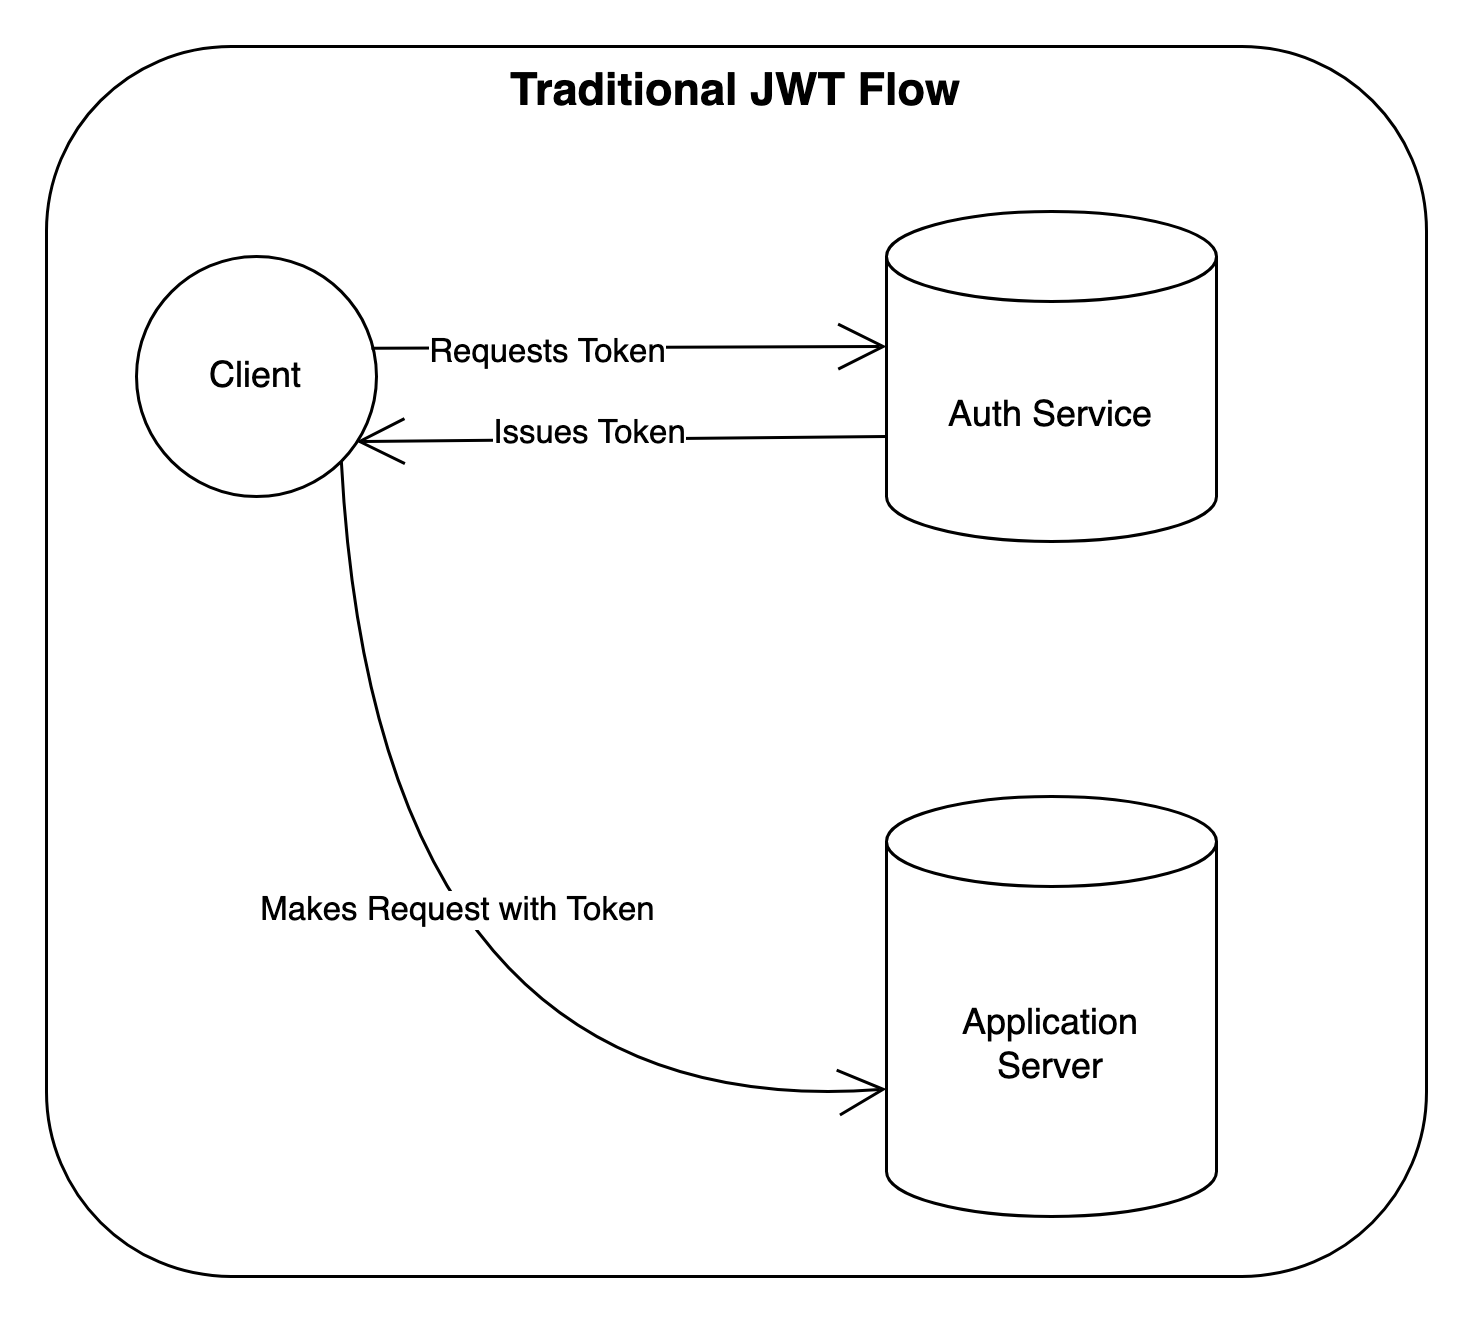 Traditional JWT Flow
Client
Requests Token
Issues Token
Auth Service
Makes Request with Token
Application
Server